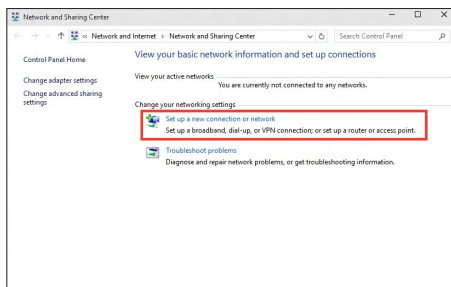 Network and Sharing Center
« Network and Internet › Network and Sharing Center
Search Control Panel
Control Panel Home
Change adapter settings
Change advanced sharing
settings
View your basic network information and set up connections
View your active networks
You are currently not connected to any networks.
Change your networking settings
Set up a new connection or network
Set up a broadband, dial-up, or VPN connection; or set up a router or access point.
Troubleshoot problems
Diagnose and repair network problems, or get troubleshooting information.